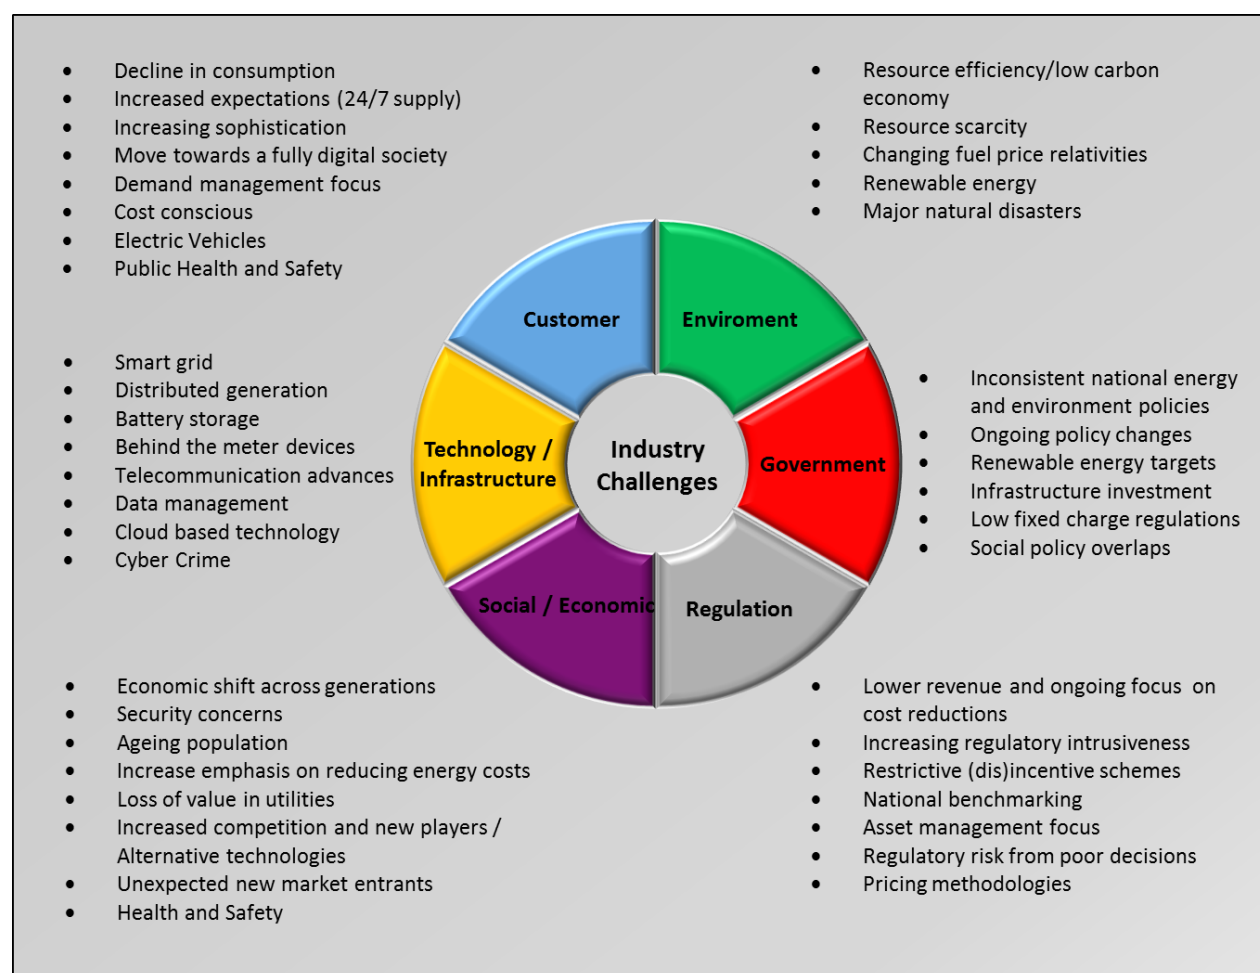 • Decline in consumption
• Increased expectations (24/7 supply)
• Increasing sophistication
• Move towards a fully digital society
• Demand management focus
• Cost conscious
• Electric Vehicles
• Public Health and Safety
• Resource efficiency/low carbon
economy
• Resource scarcity
• Changing fuel price relativities
• Renewable energy
• Major natural disasters
Customer
Enviroment
• Smart grid
• Distributed generation
• Battery storage
• Behind the meter devices
• Telecommunication advances
• Data management
• Cloud based technology
• Cyber Crime
Technology /
Infrastructure
Industry
Challenges
Government
• Inconsistent national energy
and environment policies
• Ongoing policy changes
• Renewable energy targets
• Infrastructure investment
• Low fixed charge regulations
• Social policy overlaps
Social / Economic
Regulation
• Economic shift across generations
• Security concerns
• Ageing population
• Increase emphasis on reducing energy costs
• Loss of value in utilities
• Increased competition and new players /
Alternative technologies
• Unexpected new market entrants
• Health and Safety
• Lower revenue and ongoing focus on
cost reductions
• Increasing regulatory intrusiveness
• Restrictive (dis)incentive schemes
• National benchmarking
• Asset management focus
• Regulatory risk from poor decisions
• Pricing methodologies